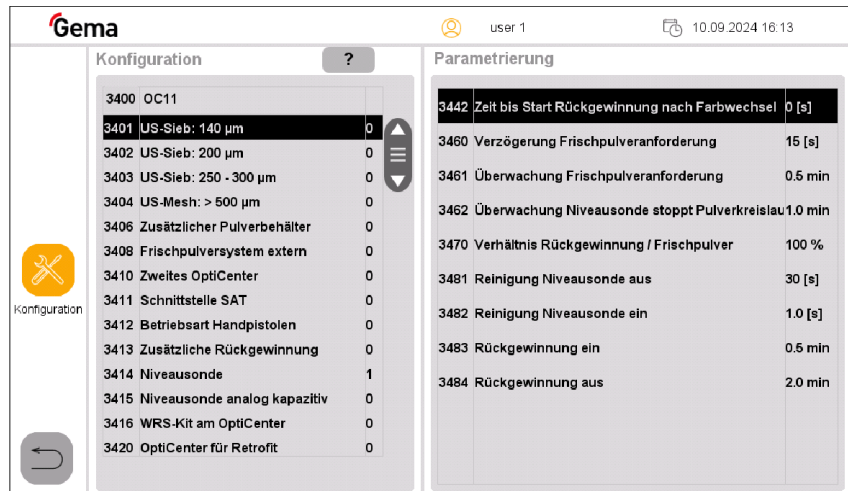 Gema
user 1
10.09.2024 16:13
Konfiguration
?
3400 OC11
3401 US-Sieb: 140 µm 0
3402 US-Sieb: 200 µm 0
3403 US-Sieb: 250 - 300 µm 0
3404 US-Mesh: > 500 µm 0
3406 Zusätzlicher Pulverbehälter 0
3408 Frischpulversystem extern 0
3410 Zweites OptiCenter 0
3411 Schnittstelle SAT 0
3412 Betriebsart Handpistolen 0
3413 Zusätzliche Rückgewinnung 0
3414 Niveausonde 1
3415 Niveausonde analog kapazitiv 0
3416 WRS-Kit am OptiCenter 0
3420 OptiCenter für Retrofit 0
Parametrierung
3442 Zeit bis Start Rückgewinnung nach Farbwechsel 0 [s]
3460 Verzögerung Frischpulveranforderung 15 [s]
3461 Überwachung Frischpulveranforderung 0.5 min
3462 Überwachung Niveausonde stoppt Pulverkreislau 1.0 min
3470 Verhältnis Rückgewinnung / Frischpulver 100 %
3481 Reinigung Niveausonde aus 30 [s]
3482 Reinigung Niveausonde ein 1.0 [s]
3483 Rückgewinnung ein 0.5 min
3484 Rückgewinnung aus 2.0 min
Konfiguration